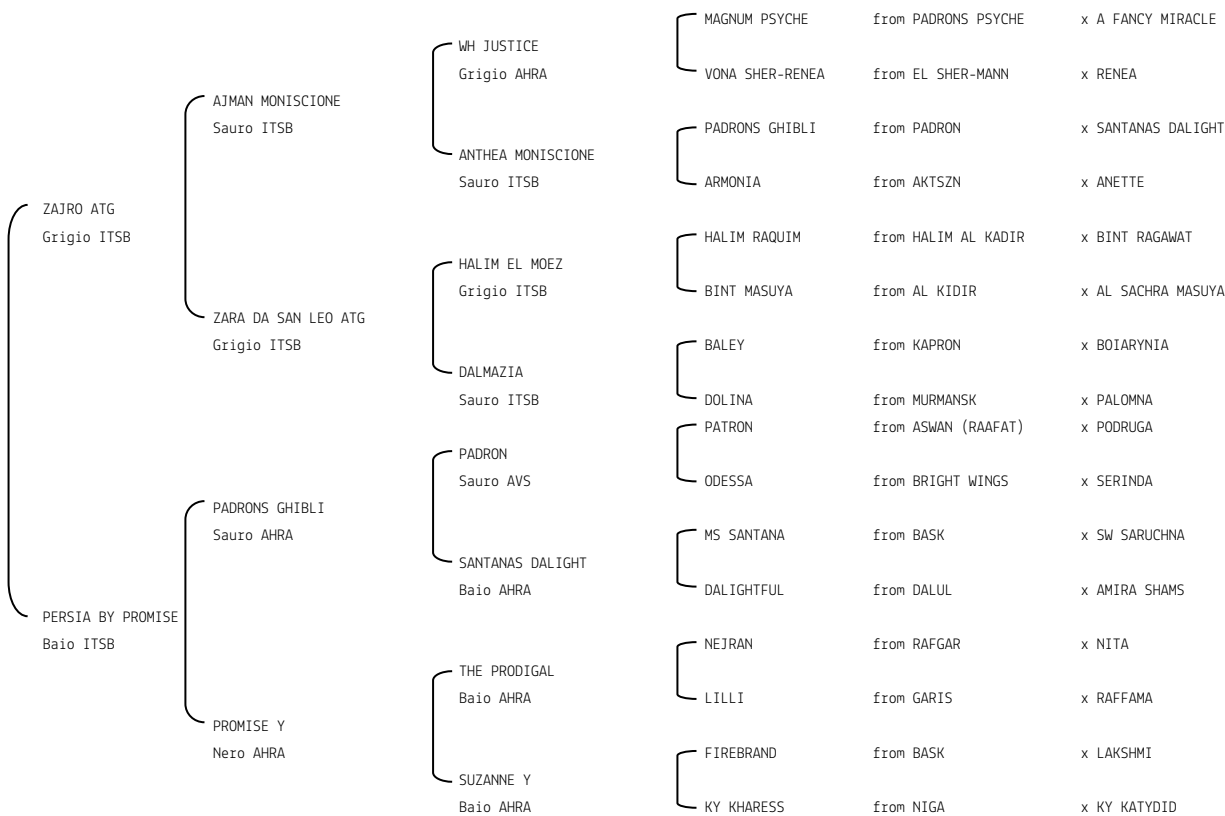 MAGNUM PSYCHE from PADRONS PSYCHE x A FANCY MIRACLE
WH JUSTICE
Grigio AHRA VONA SHER-RENEA from EL SHER-MANN x RENEA
AJMAN MONISCIONE
Sauro ITSB PADRONS GHIBLI from PADRON x SANTANAS DALIGHT
ANTHEA MONISCIONE
Sauro ITSB ARMONIA from AKTSZN x ANETTE
ZAJRO ATG
Grigio ITSB HALIM RAQUIM from HALIM AL KADIR x BINT RAGAWAT
HALIM EL MOEZ
Grigio ITSB BINT MASUYA from AL KIDIR x AL SACHRA MASUYA
ZARA DA SAN LEO ATG
Grigio ITSB BALEY from KAPRON x BOIARYNIA
DALMAZIA
Sauro ITSB DOLINA from MURMANSK x PALOMNA
PATRON from ASWAN (RAAFAT) x PODRUGA
PADRON
Sauro AVS ODESSA from BRIGHT WINGS x SERINDA
PADRONS GHIBLI
Sauro AHRA MS SANTANA from BASK x SW SARUCHNA
SANTANAS DALIGHT
Baio AHRA DALIGHTFUL from DALUL x AMIRA SHAMS
PERSIA BY PROMISE
Baio ITSB NEJRAN from RAFGAR x NITA
THE PRODIGAL
Baio AHRA LILLI from GARIS x RAFFAMA
PROMISE Y
Nero AHRA FIREBRAND from BASK x LAKSHMI
SUZANNE Y
Baio AHRA KY KHARESS from NIGA x KY KATYDID